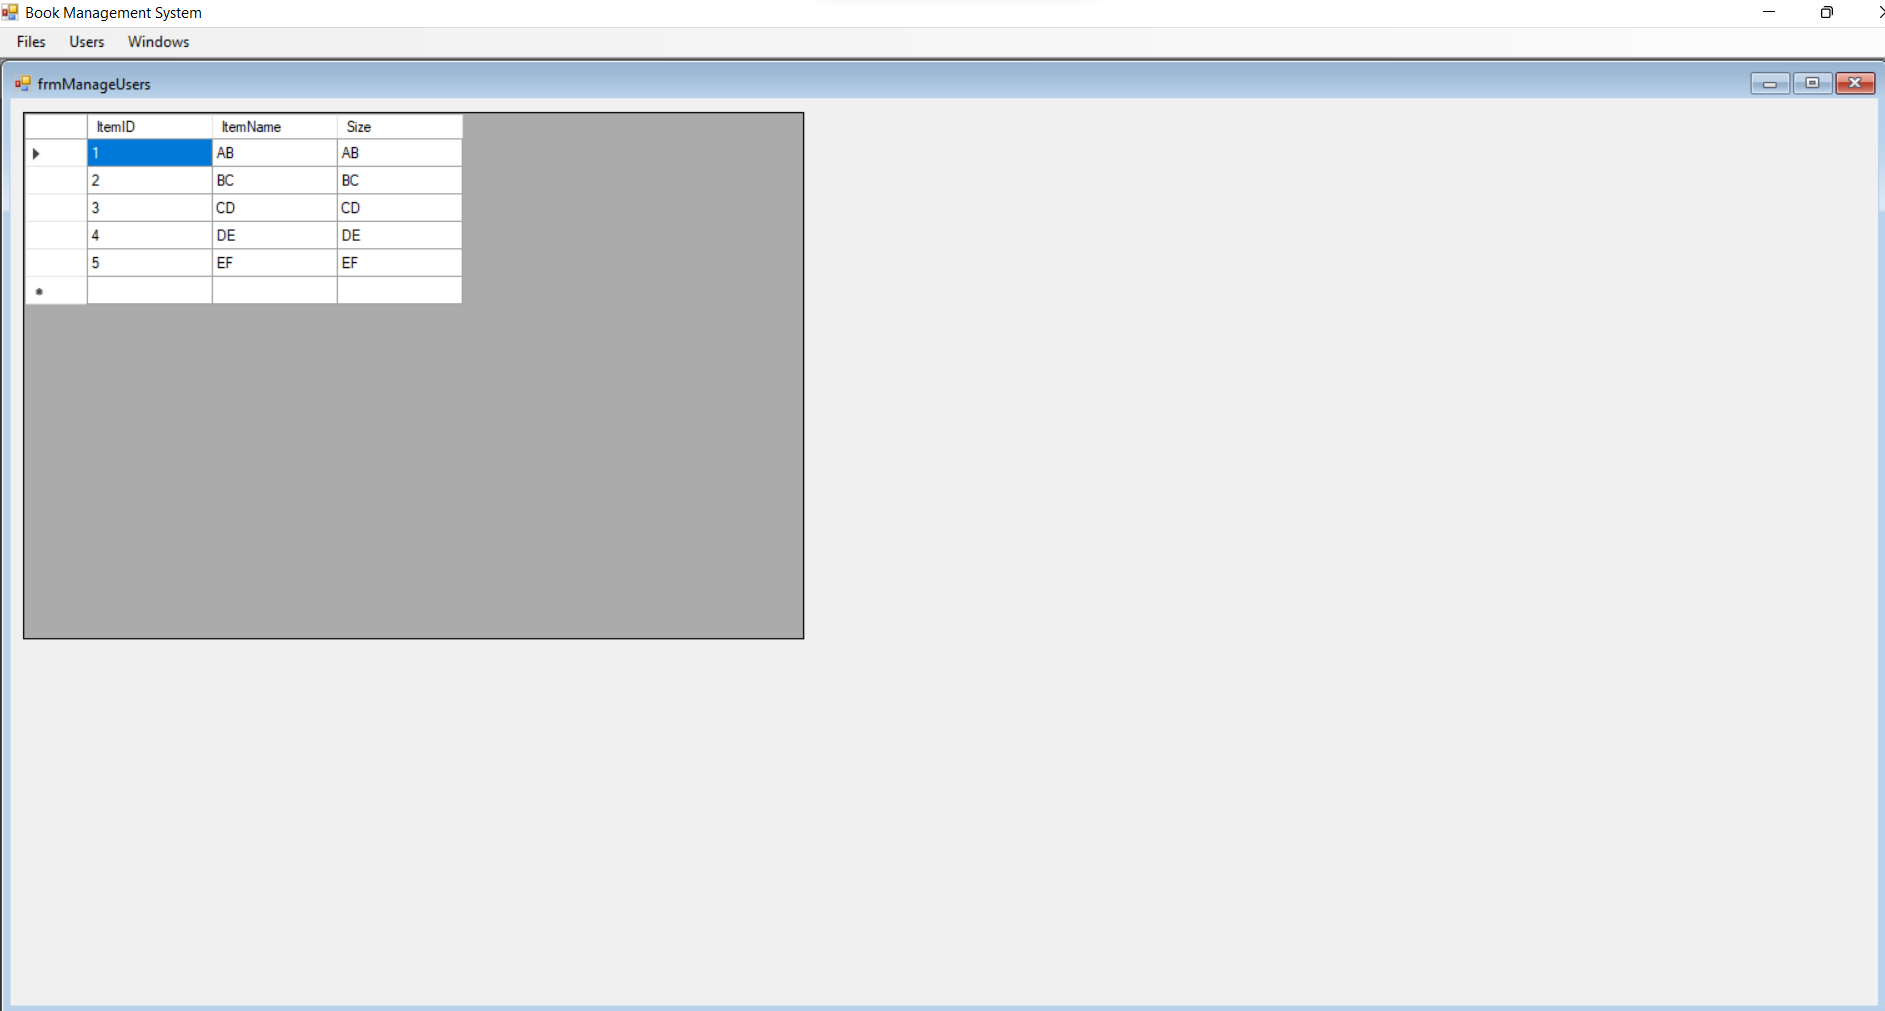 Book Management System
Files Users Windows
frmManageUsers
ItemID ItemName Size
1 AB AB
2 BC BC
3 CD CD
4 DE DE
5 EF EF